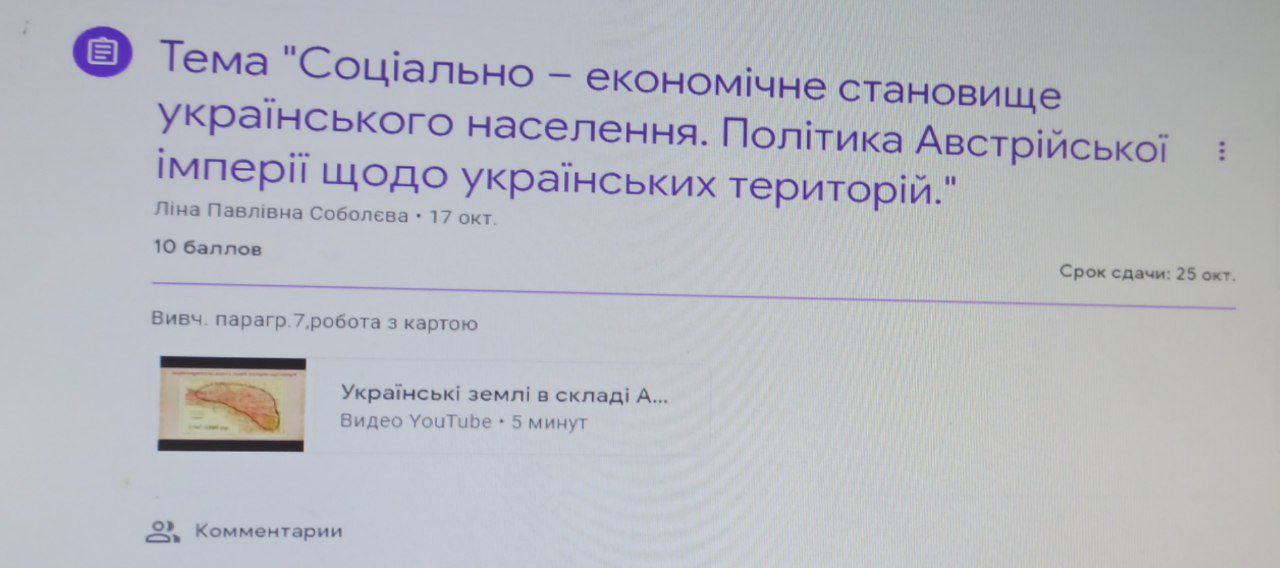 Тема "Соціально – економічне становище
українського населення. Політика Австрійської
імперії щодо українських територій."
Ліна Павлівна Соболєва • 17 окт.
10 баллов
Срок сдачи: 25 окт.
Вивч. парагр.7,робота з картою
Українські землі в складі А...
Видео YouTube • 5 минут
Комментарии